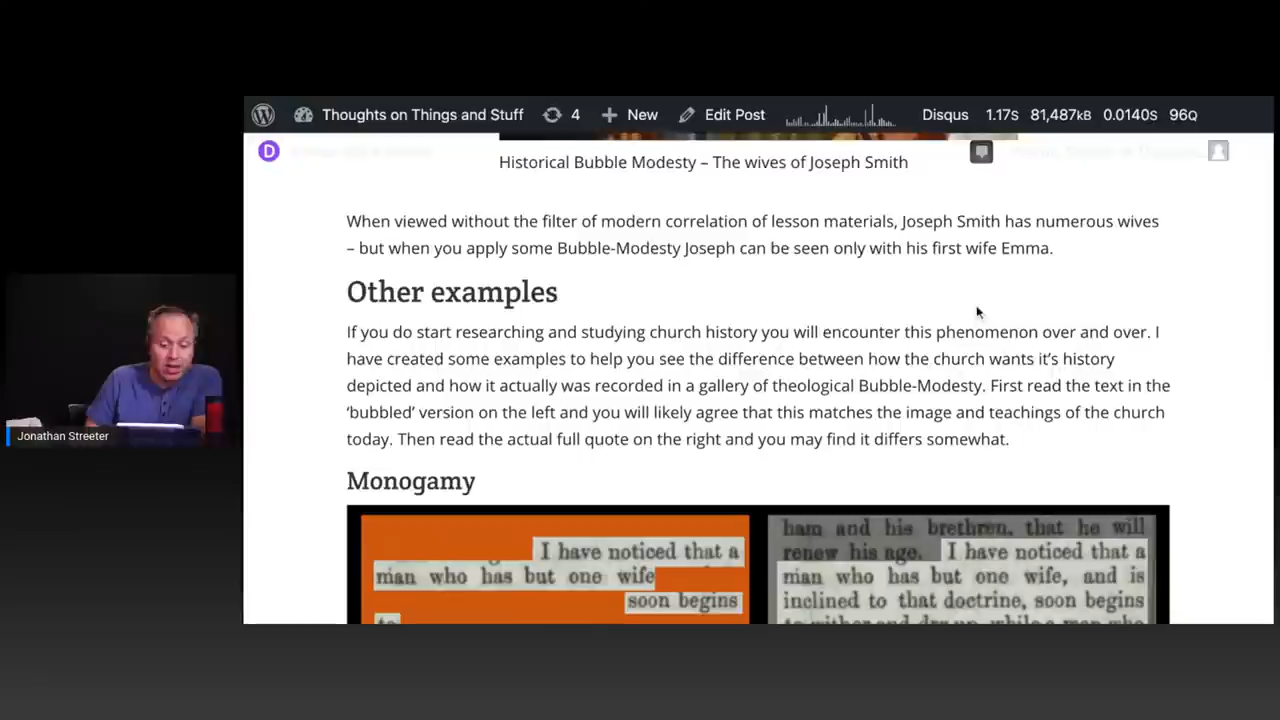 Thoughts on Things and Stuff 4 New Edit Post Disqus 1.17s 81,487kB 0.0140s 96Q
D
Historical Bubble Modesty – The wives of Joseph Smith
When viewed without the filter of modern correlation of lesson materials, Joseph Smith has numerous wives
– but when you apply some Bubble-Modesty Joseph can be seen only with his first wife Emma.
Other examples
If you do start researching and studying church history you will encounter this phenomenon over and over. I
have created some examples to help you see the difference between how the church wants it's history
depicted and how it actually was recorded in a gallery of theological Bubble-Modesty. First read the text in the
'bubbled' version on the left and you will likely agree that this matches the image and teachings of the church
today. Then read the actual full quote on the right and you may find it differs somewhat.
Jonathan Streeter
Monogamy
I have noticed that a
man who has but one wife
soon begins
to
ham and his brethren, that he will
renew his age. I have noticed that a
man who has but one wife, and is
inclined to that doctrine, soon begins